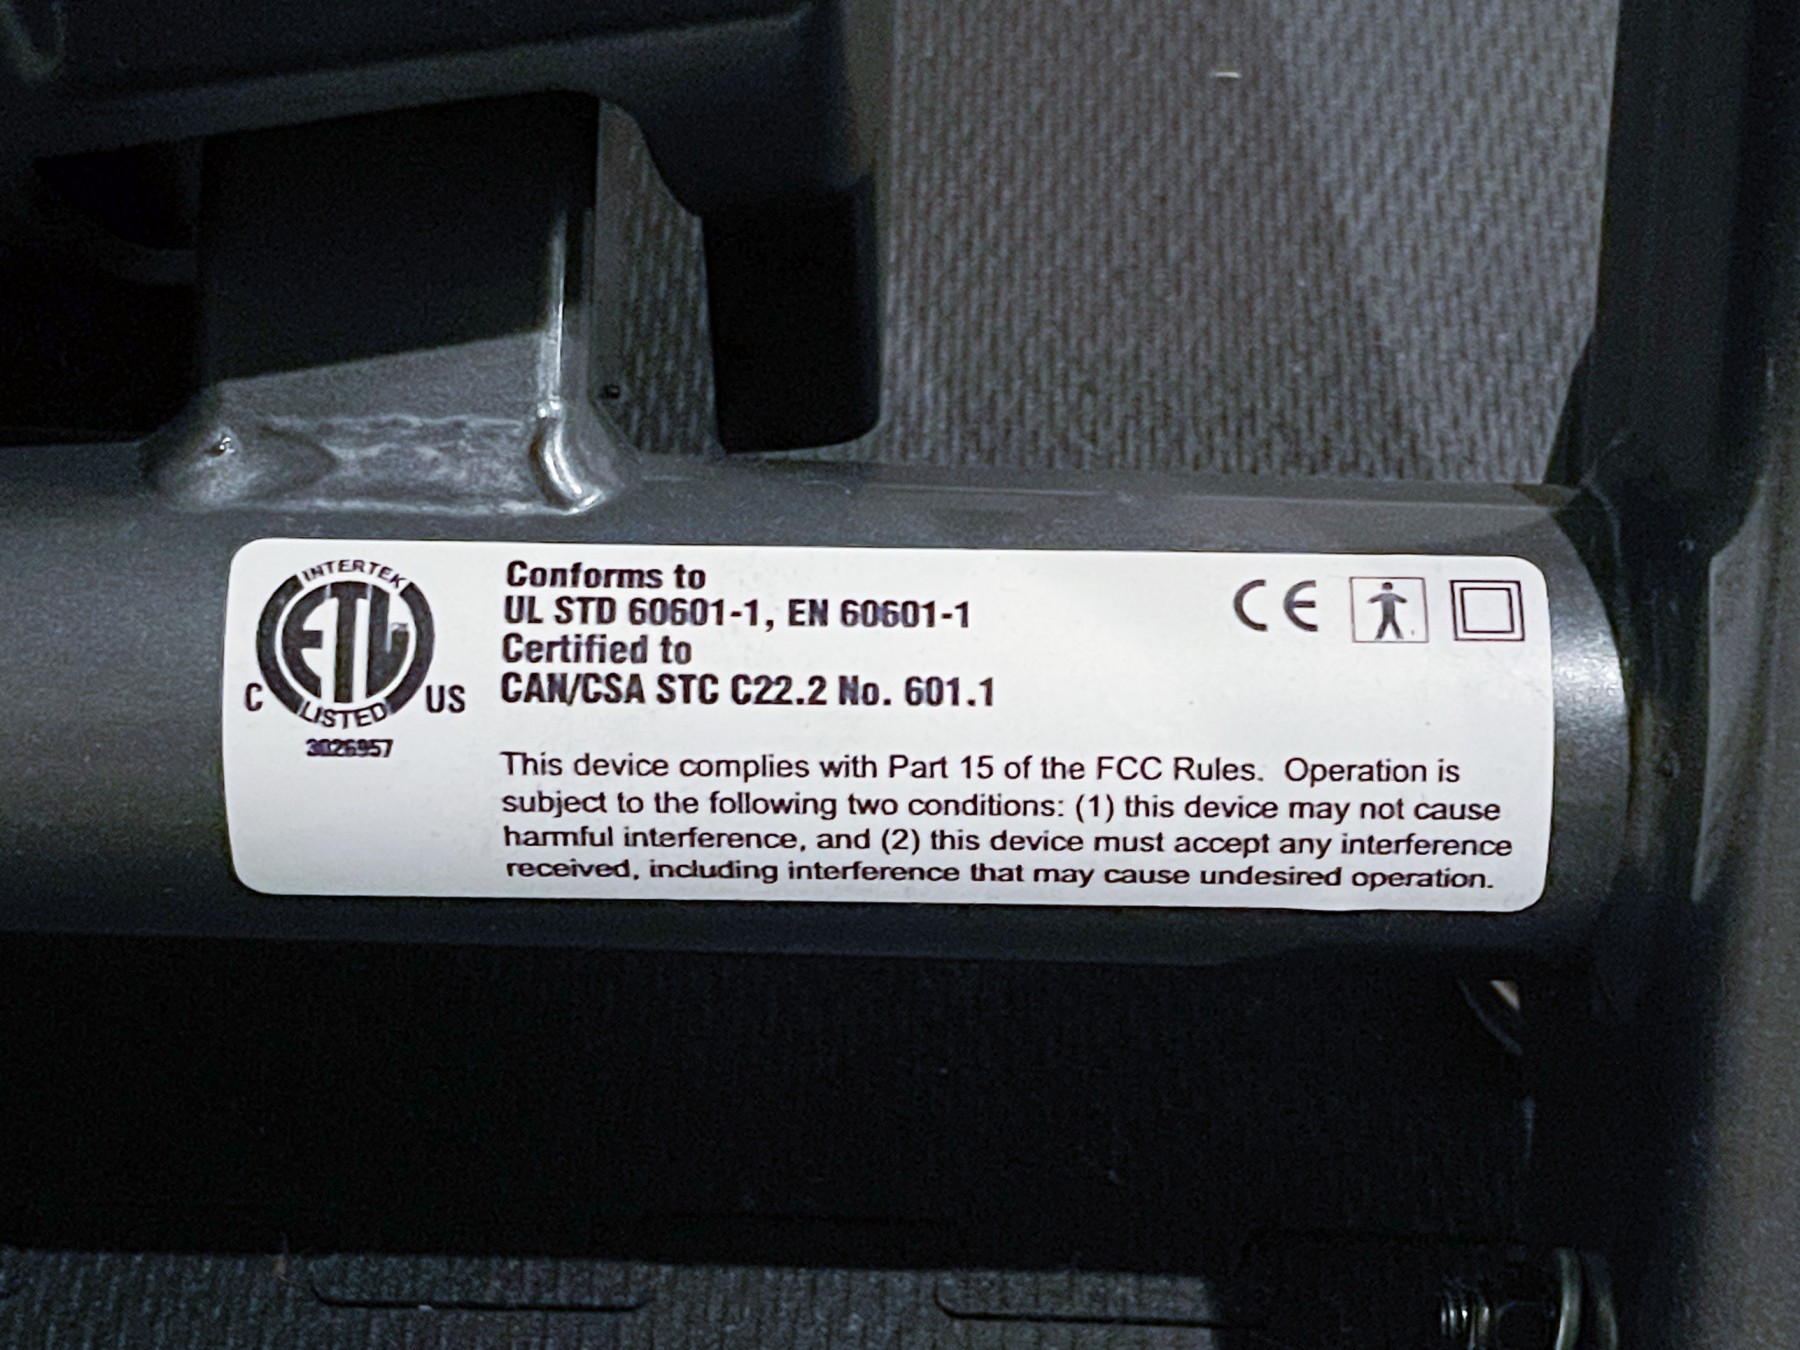 INTERTEK
ETL
C
US
LISTED
3026957
Conforms to
UL STD 60601-1, EN 60601-1
Certified to
CAN/CSA STC C22.2 No. 601.1
CE
This device complies with Part 15 of the FCC Rules. Operation is
subject to the following two conditions: (1) this device may not cause
harmful interference, and (2) this device must accept any interference
received, including interference that may cause undesired operation.